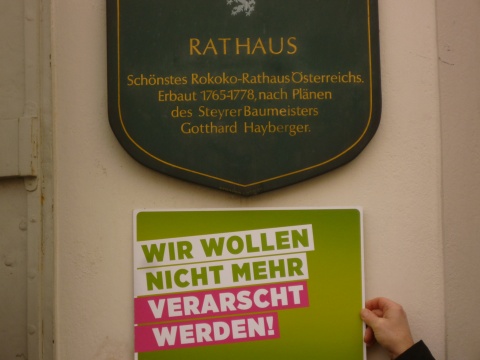 RATHAUS
Schönstes Rokoko-Rathaus Österreichs.
Erbaut 1765-1778, nach Plänen
des Steyrer Baumeisters
Gotthard Hayberger.
WIR WOLLEN
NICHT MEHR
VERARSCHT
WERDEN!